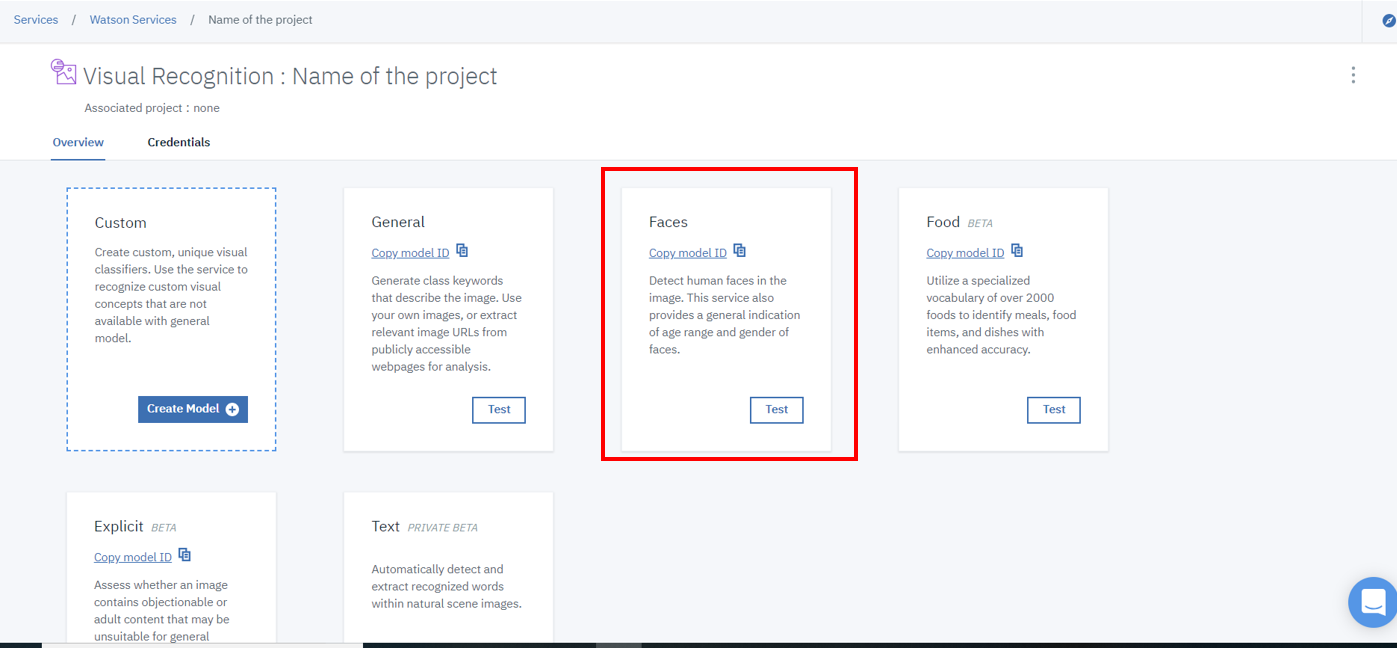 Services / Watson Services / Name of the project
Visual Recognition : Name of the project
Associated project : none
Overview Credentials
Custom
Create custom, unique visual
classifiers. Use the service to
recognize custom visual
concepts that are not
available with general
model.
Create Model
General
Copy model ID
Generate class keywords
that describe the image. Use
your own images, or extract
relevant image URLs from
publicly accessible
webpages for analysis.
Test
Faces
Copy model ID
Detect human faces in the
image. This service also
provides a general indication
of age range and gender of
faces.
Test
Food BETA
Copy model ID
Utilize a specialized
vocabulary of over 2000
foods to identify meals, food
items, and dishes with
enhanced accuracy.
Test
Explicit BETA
Copy model ID
Assess whether an image
contains objectionable or
adult content that may be
unsuitable for general
Text PRIVATE BETA
Automatically detect and
extract recognized words
within natural scene images.